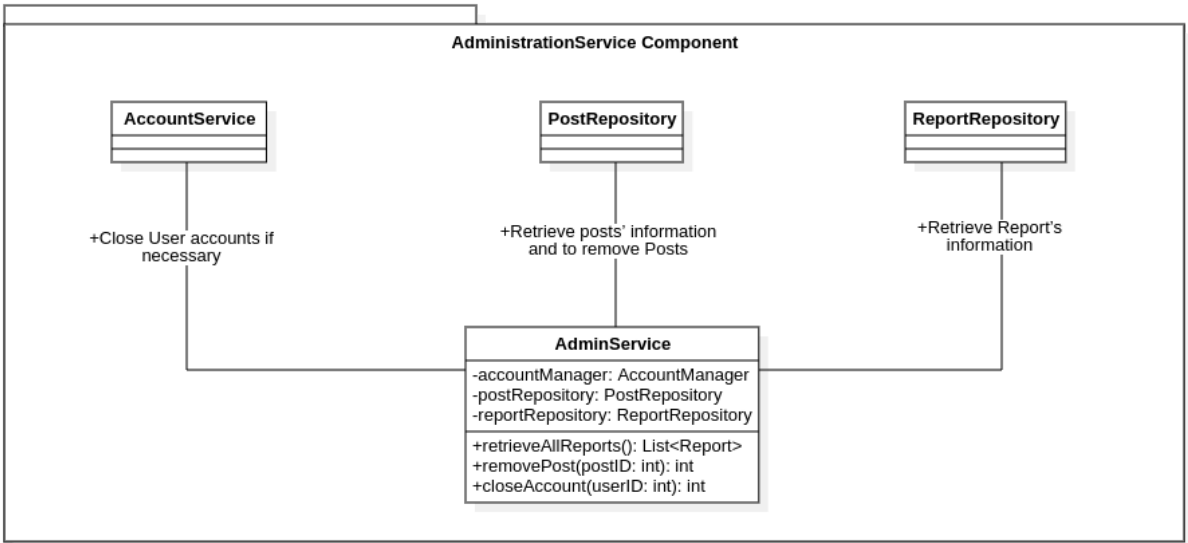 AdministrationService Component
AccountService
PostRepository
ReportRepository
+Close User accounts if
necessary
+Retrieve posts’ information
and to remove Posts
+Retrieve Report’s
information
AdminService
-accountManager: AccountManager
-postRepository: PostRepository
-reportRepository: ReportRepository
+retrieveAllReports(): List<Report>
+removePost(postID: int): int
+closeAccount(userID: int): int